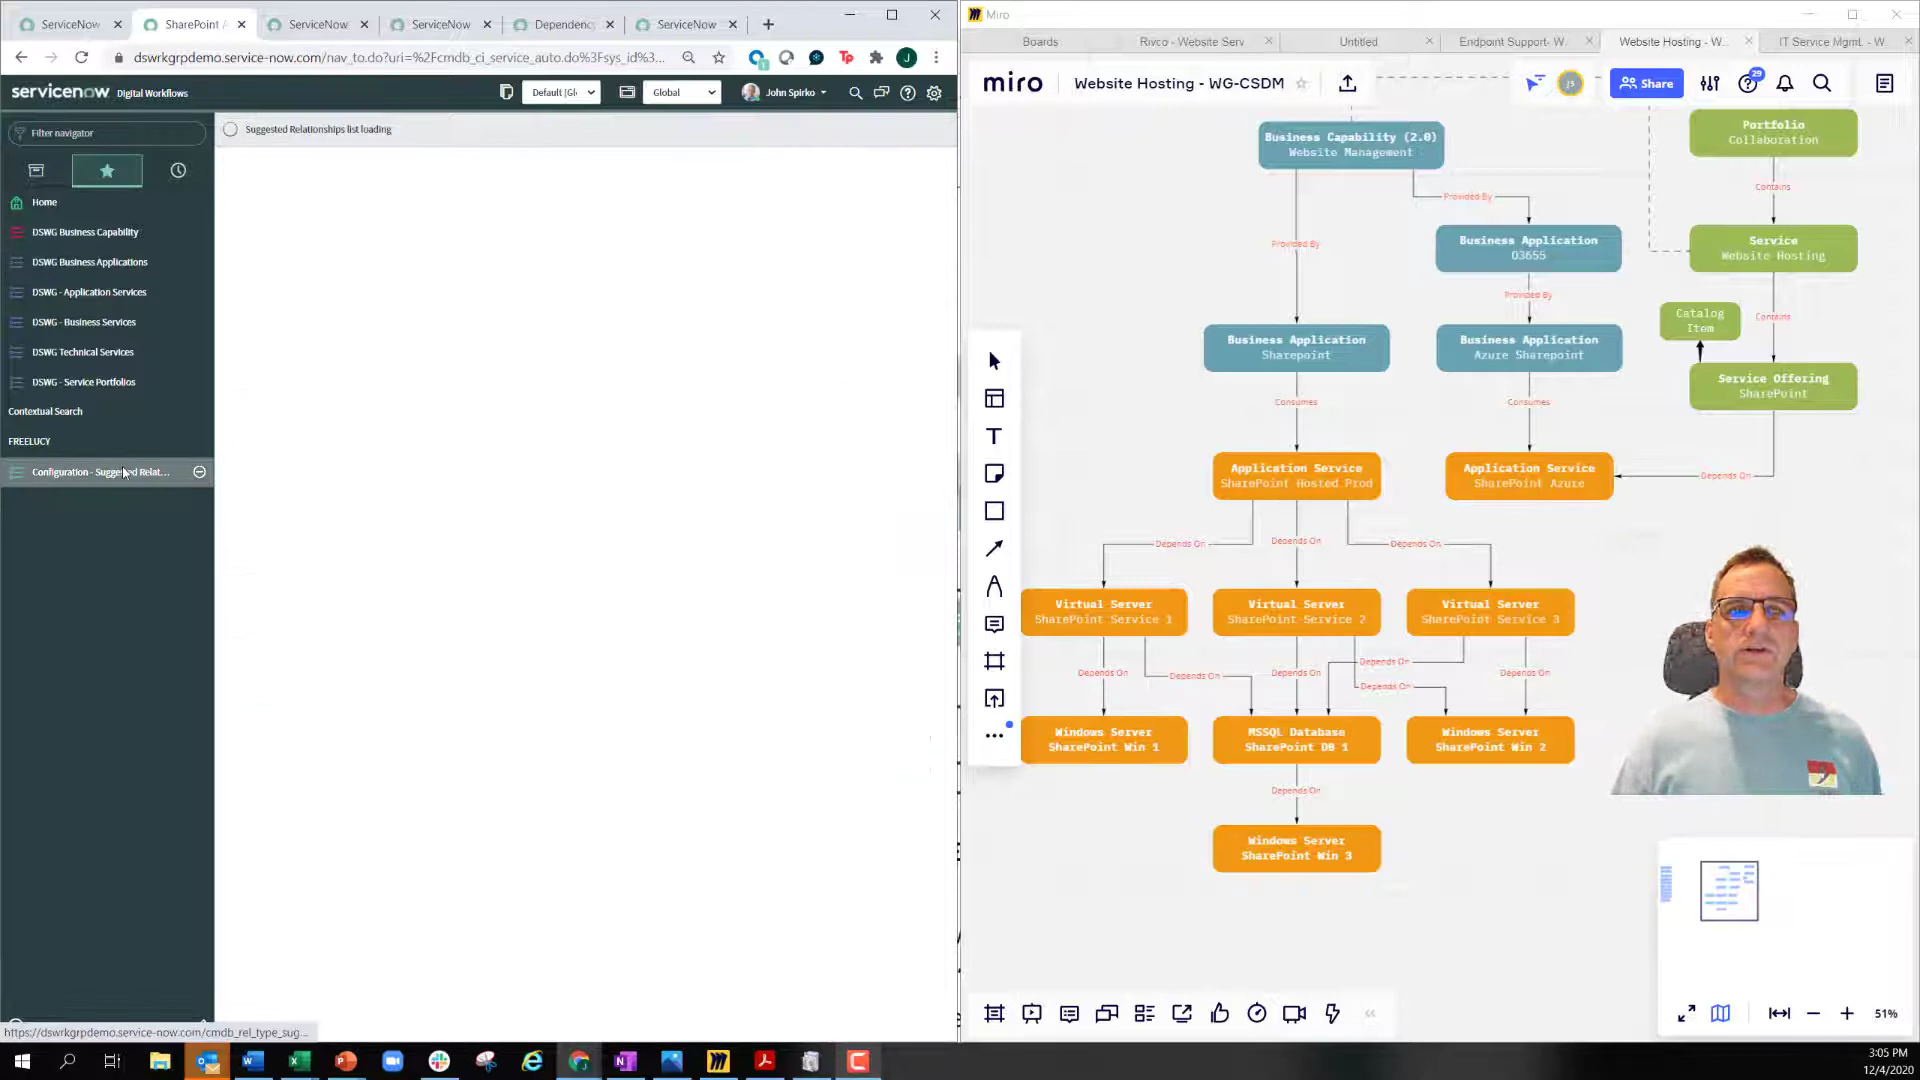 ServiceNow
SharePoint A
ServiceNow
ServiceNow
Dependency
ServiceNow
dswrkgrpdemo.service-now.com/nav_to.do?uri=%2Fcmdb_ci_service_auto.do%3Fsys_id%3...
servicenow Digital Workflows
Default [Gl
Global
John Spirko
Filter navigator
Suggested Relationships list loading
Home
DSWG Business Capability
DSWG Business Applications
DSWG - Application Services
DSWG - Business Services
DSWG Technical Services
DSWG - Service Portfolios
Contextual Search
FREELUCY
Configuration - Suggested Relat...
https://dswrkgrpdemo.service-now.com/cmdb_rel_type_sug...
Miro
Boards
Rivco - Website Serv
Untitled
Endpoint Support- W
Website Hosting - W...
IT Service Mgmt. - W
miro
Website Hosting - WG-CSDM
JS
Share
29
Business Capability (2.0)
Website Management
Portfolio
Collaboration
Provided By
Contains
Provided By
Business Application
O3655
Service
Website Hosting
Provided By
Catalog
Item
Contains
Business Application
Sharepoint
Business Application
Azure Sharepoint
Service Offering
SharePoint
Consumes
Consumes
Application Service
SharePoint Hosted Prod
Application Service
SharePoint Azure
Depends On
Depends On
Depends On
Depends On
Virtual Server
SharePoint Service 1
Virtual Server
SharePoint Service 2
Virtual Server
SharePoint Service 3
Depends On
Depends On
Depends On
Depends On
Depends On
Depends On
Windows Server
SharePoint Win 1
MSSQL Database
SharePoint DB 1
Windows Server
SharePoint Win 2
Depends On
Windows Server
SharePoint Win 3
51%
3:05 PM
12/4/2020